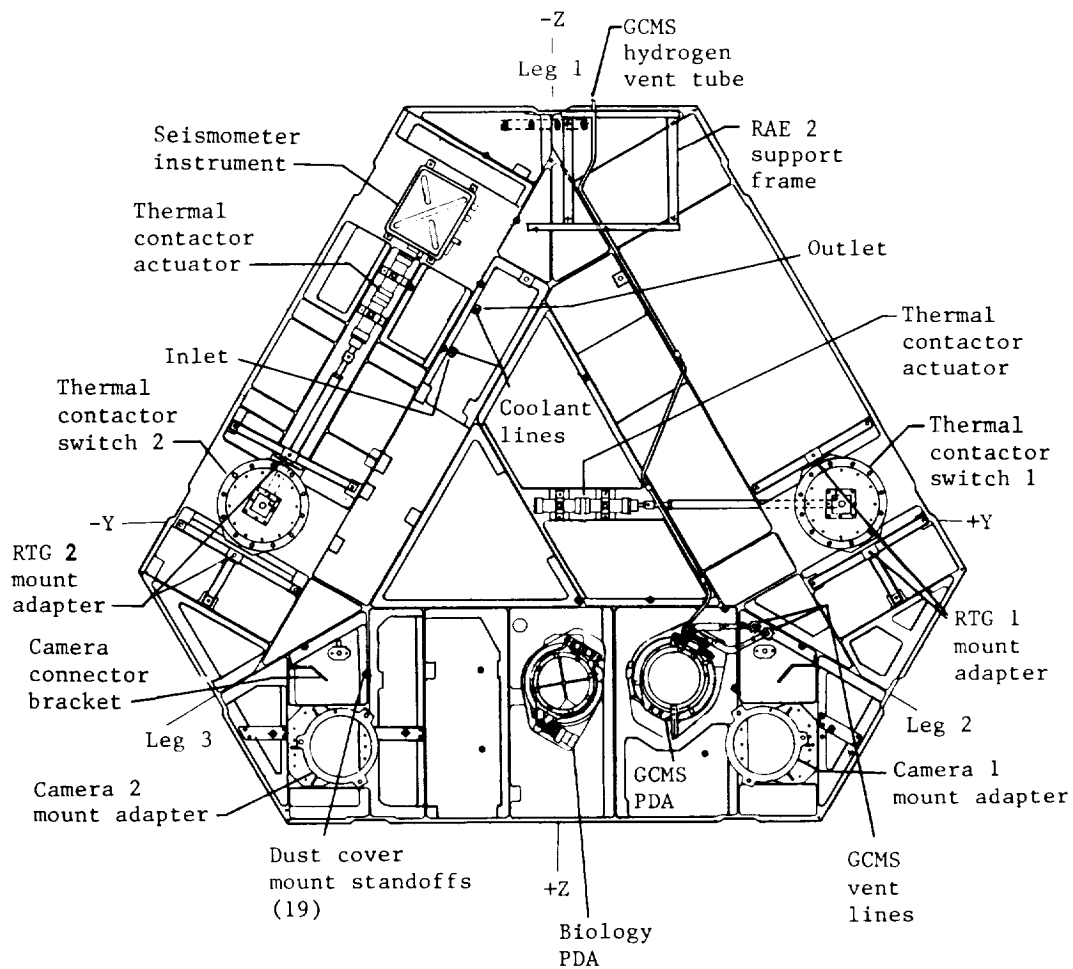 -Z
Leg 1
GCMS
hydrogen
vent tube
Seismometer
instrument
RAE 2
support
frame
Thermal
contactor
actuator
Outlet
Thermal
contactor
actuator
Inlet
Thermal
contactor
switch 2
Coolant
lines
Thermal
contactor
switch 1
-Y
+Y
RTG 2
mount
adapter
RTG 1
mount
adapter
Camera
connector
bracket
Leg 3
Leg 2
GCMS
PDA
Camera 2
mount adapter
Camera 1
mount adapter
Dust cover
mount standoffs
(19)
+Z
GCMS
vent
lines
Biology
PDA